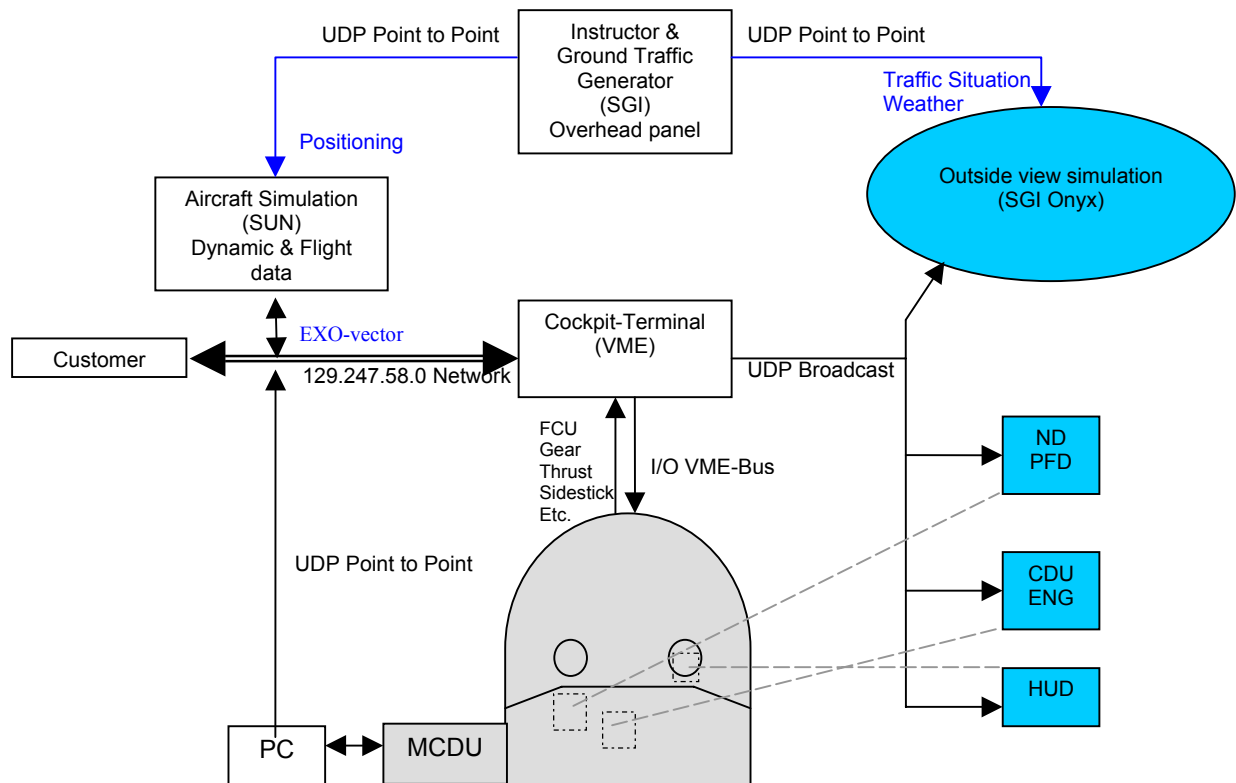 UDP Point to Point
Instructor &
Ground Traffic
Generator
(SGI)
Overhead panel
UDP Point to Point
Traffic Situation
Weather
Positioning
Aircraft Simulation
(SUN)
Dynamic & Flight
data
Outside view simulation
(SGI Onyx)
EXO-vector
Customer
129.247.58.0 Network
Cockpit-Terminal
(VME)
UDP Broadcast
FCU
Gear
Thrust
Sidestick
Etc.
I/O VME-Bus
ND
PFD
UDP Point to Point
CDU
ENG
HUD
PC
MCDU